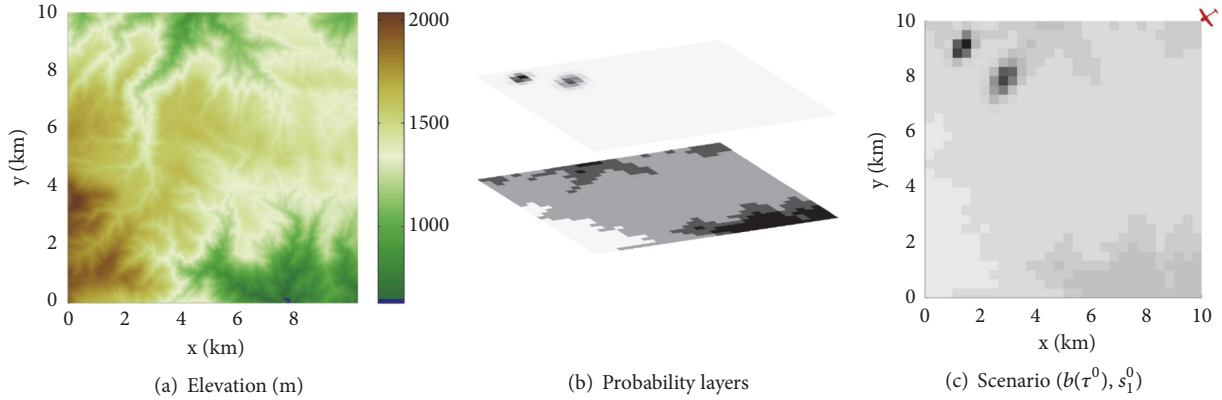 10
8
6
4
2
0
y (km)
0 2 4 6 8
x (km)
2000
1500
1000
(a) Elevation (m)
(b) Probability layers
10
8
6
4
2
0
y (km)
0 2 4 6 8 10
x (km)
(c) Scenario (b(τ⁰), s₁⁰)